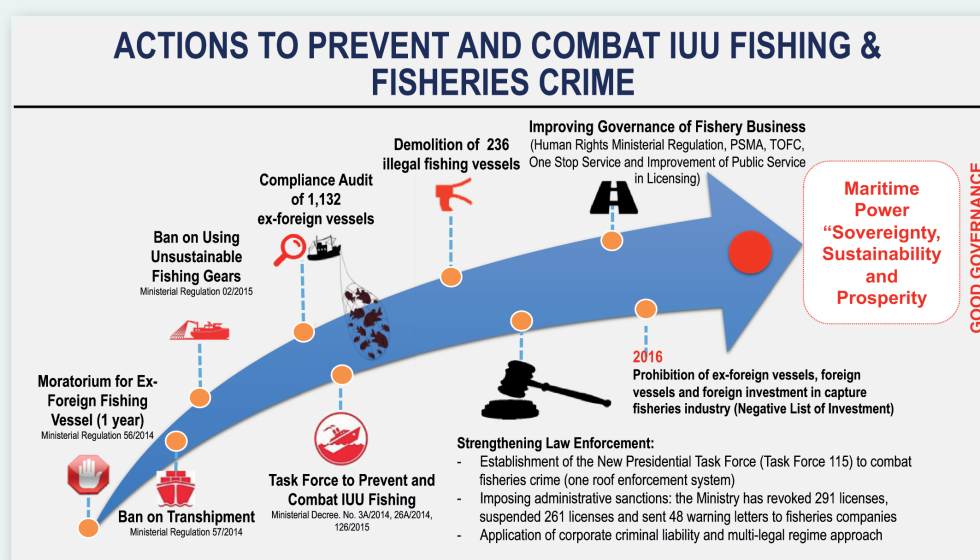 ACTIONS TO PREVENT AND COMBAT IUU FISHING &
FISHERIES CRIME
Moratorium for Ex-
Foreign Fishing
Vessel (1 year)
Ministerial Regulation 56/2014
Ban on Transhipment
Ministerial Regulation 57/2014
Ban on Using
Unsustainable
Fishing Gears
Ministerial Regulation 02/2015
Compliance Audit
of 1,132
ex-foreign vessels
Task Force to Prevent and
Combat IUU Fishing
Ministerial Decree. No. 3A/2014, 26A/2014,
126/2015
Demolition of 236
illegal fishing vessels
Strengthening Law Enforcement:
- Establishment of the New Presidential Task Force (Task Force 115) to combat
fisheries crime (one roof enforcement system)
- Imposing administrative sanctions: the Ministry has revoked 291 licenses,
suspended 261 licenses and sent 48 warning letters to fisheries companies
- Application of corporate criminal liability and multi-legal regime approach
Improving Governance of Fishery Business
(Human Rights Ministerial Regulation, PSMA, TOFC,
One Stop Service and Improvement of Public Service
in Licensing)
2016
Prohibition of ex-foreign vessels, foreign
vessels and foreign investment in capture
fisheries industry (Negative List of Investment)
Maritime
Power
“Sovereignty,
Sustainability
and
Prosperity
GOOD GOVERNANCE